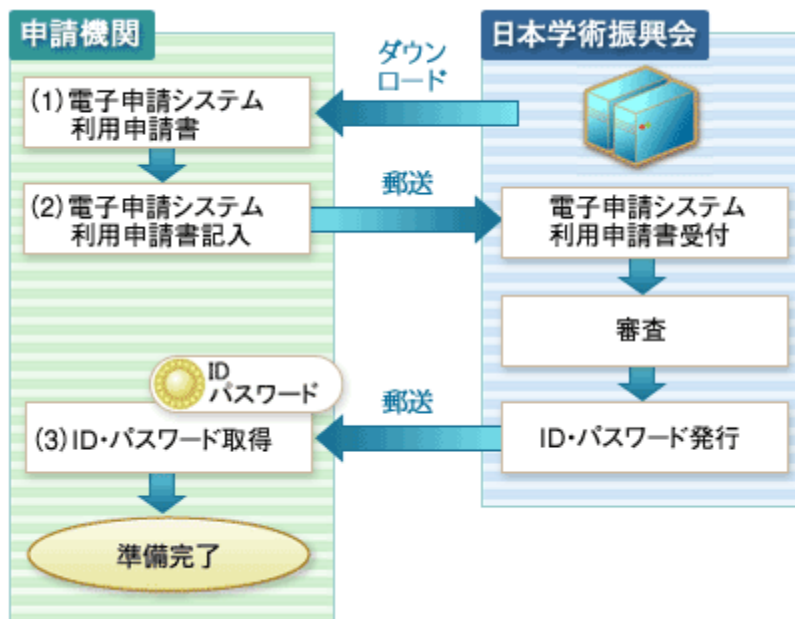 申請機関
日本学術振興会
ダウン
ロード
(1)電子申請システム
利用申請書
郵送
(2)電子申請システム
利用申請書記入
電子申請システム
利用申請書受付
審査
ID
パスワード
郵送
(3)ID・パスワード取得
ID・パスワード発行
準備完了